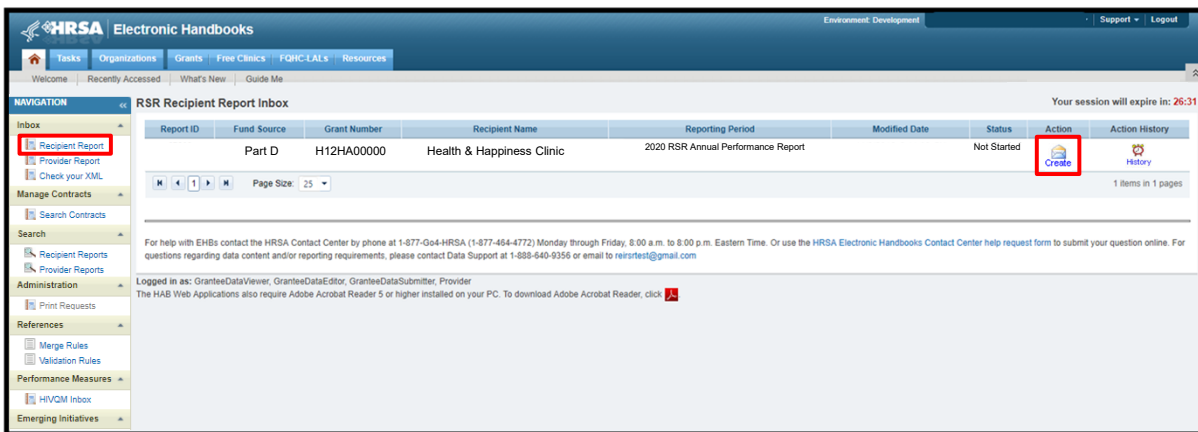 HRSA Electronic Handbooks
Environment: Development
Support Logout
Tasks Organizations Grants Free Clinics FQHC-LALs Resources
Welcome Recently Accessed What's New Guide Me
NAVIGATION
Inbox
Recipient Report
Provider Report
Check your XML
Manage Contracts
Search Contracts
Search
Recipient Reports
Provider Reports
Administration
Print Requests
References
Merge Rules
Validation Rules
Performance Measures
HIVQM Inbox
Emerging Initiatives
RSR Recipient Report Inbox
Your session will expire in: 26:31
Report ID Fund Source Grant Number Recipient Name Reporting Period Modified Date Status Action Action History
Part D H12HA00000 Health & Happiness Clinic 2020 RSR Annual Performance Report Not Started Create History
1 Page Size: 25 1 items in 1 pages
For help with EHBs contact the HRSA Contact Center by phone at 1-877-Go4-HRSA (1-877-464-4772) Monday through Friday, 8:00 a.m. to 8:00 p.m. Eastern Time. Or use the HRSA Electronic Handbooks Contact Center help request form to submit your question online. For
questions regarding data content and/or reporting requirements, please contact Data Support at 1-888-640-9356 or email to reirsrtest@gmail.com
Logged in as: GranteeDataViewer, GranteeDataEditor, GranteeDataSubmitter, Provider
The HAB Web Applications also require Adobe Acrobat Reader 5 or higher installed on your PC. To download Adobe Acrobat Reader, click